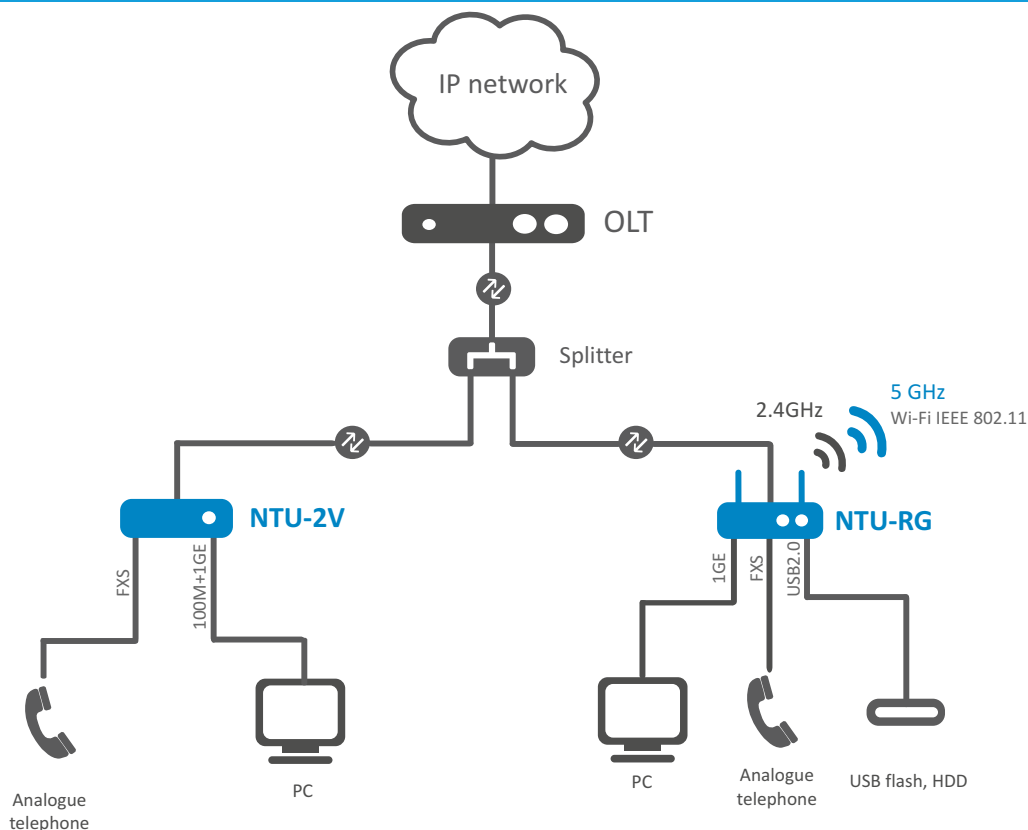 IP network
OLT
Splitter
5 GHz
2.4GHz
Wi-Fi IEEE 802.11
NTU-2V
NTU-RG
FXS
100M+1GE
1GE
FXS
USB2.0
Analogue
telephone
PC
PC
Analogue
telephone
USB flash, HDD